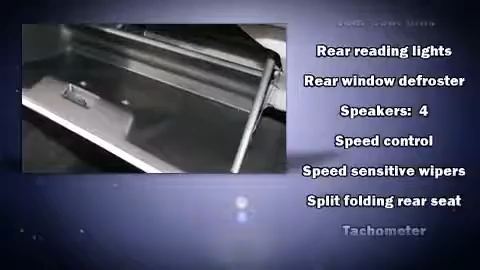 Rear reading lights
Rear window defroster
Speakers: 4
Speed control
Speed sensitive wipers
Split folding rear seat
Tachometer